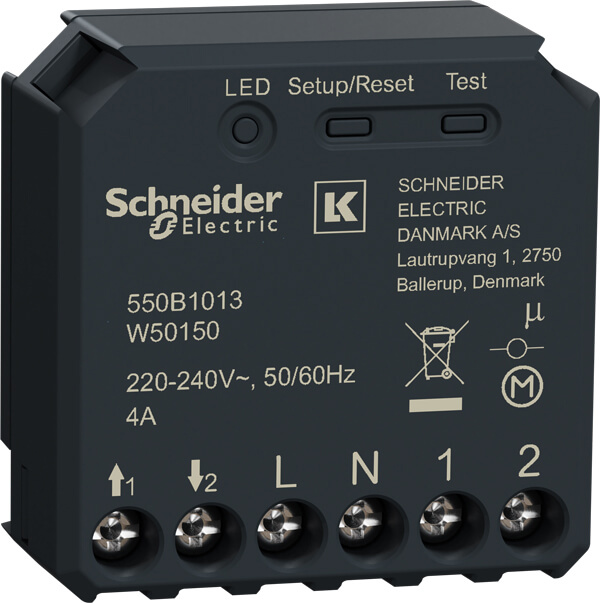 LED Setup/Reset Test
Schneider
Electric
LK
SCHNEIDER
ELECTRIC
DANMARK A/S
Lautrupvang 1, 2750
Ballerup, Denmark
550B1013
W50150
220-240V~, 50/60Hz
4A
μ
M
↑1 ↓2 L N 1 2